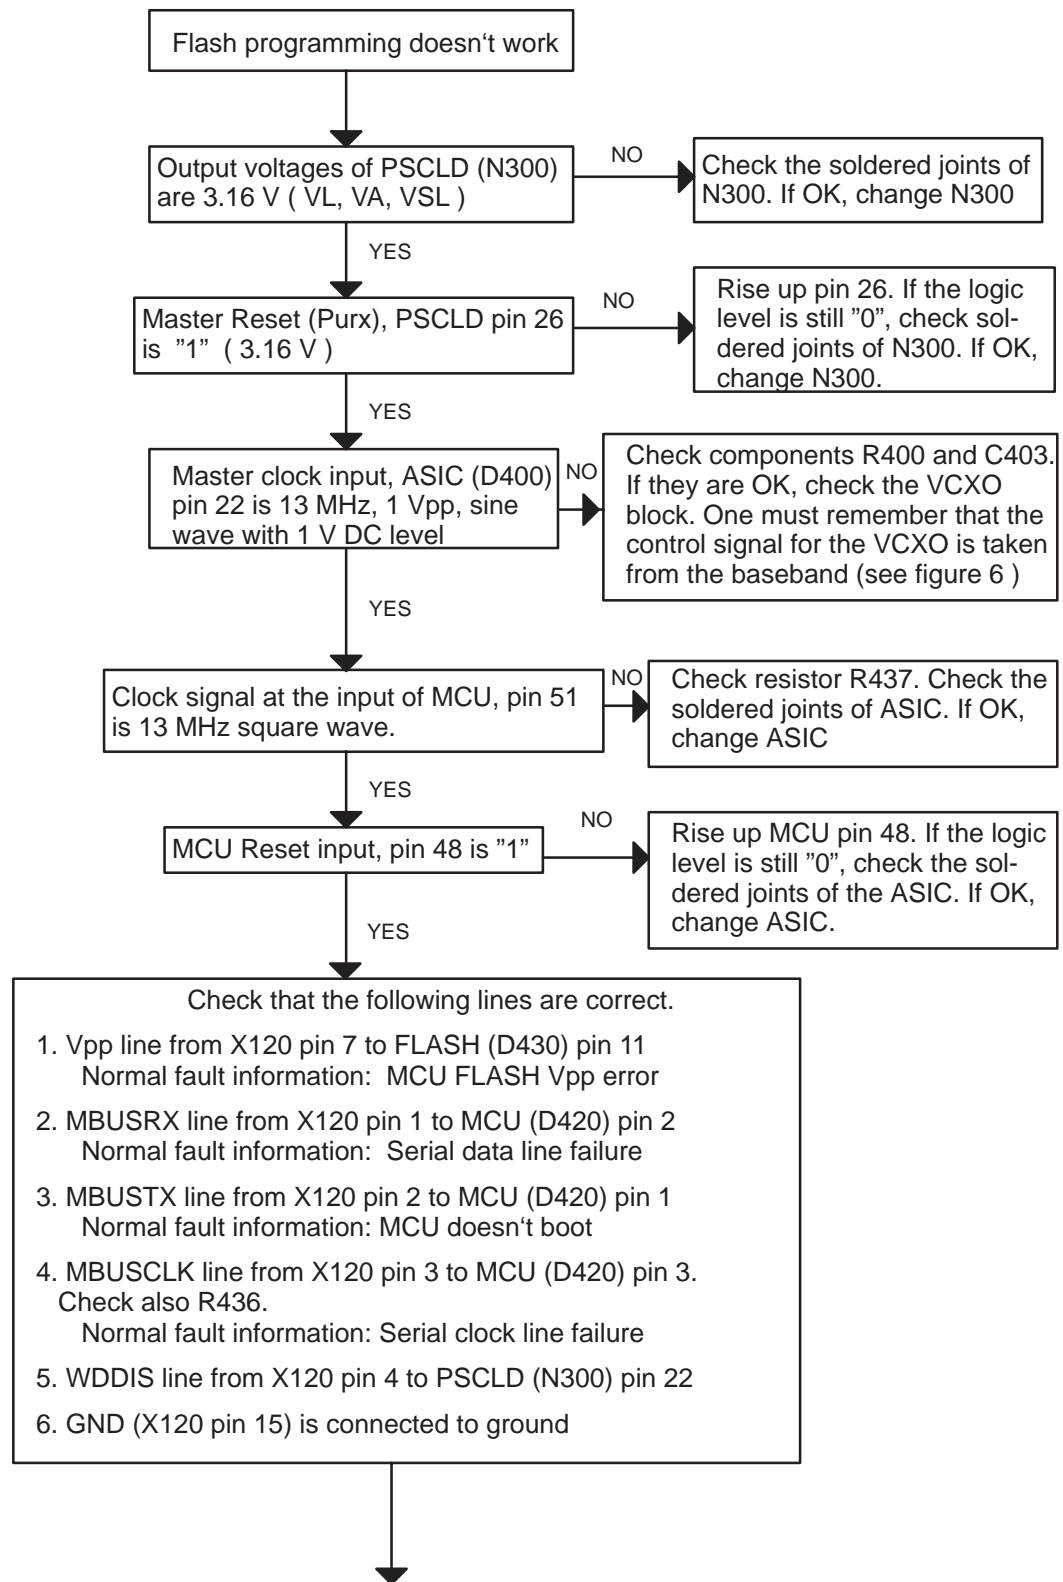 Flash programming doesn‘t work
Output voltages of PSCLD (N300)
are 3.16 V ( VL, VA, VSL )
NO
Check the soldered joints of
N300. If OK, change N300
YES
Master Reset (Purx), PSCLD pin 26
is ”1” ( 3.16 V )
NO
Rise up pin 26. If the logic
level is still ”0”, check sol-
dered joints of N300. If OK,
change N300.
YES
Master clock input, ASIC (D400)
pin 22 is 13 MHz, 1 Vpp, sine
wave with 1 V DC level
NO
Check components R400 and C403.
If they are OK, check the VCXO
block. One must remember that the
control signal for the VCXO is taken
from the baseband (see figure 6 )
YES
Clock signal at the input of MCU, pin 51
is 13 MHz square wave.
NO
Check resistor R437. Check the
soldered joints of ASIC. If OK,
change ASIC
YES
MCU Reset input, pin 48 is ”1”
NO
Rise up MCU pin 48. If the logic
level is still ”0”, check the sol-
dered joints of the ASIC. If OK,
change ASIC.
YES
Check that the following lines are correct.
1. Vpp line from X120 pin 7 to FLASH (D430) pin 11
Normal fault information: MCU FLASH Vpp error
2. MBUSRX line from X120 pin 1 to MCU (D420) pin 2
Normal fault information: Serial data line failure
3. MBUSTX line from X120 pin 2 to MCU (D420) pin 1
Normal fault information: MCU doesn‘t boot
4. MBUSCLK line from X120 pin 3 to MCU (D420) pin 3.
Check also R436.
Normal fault information: Serial clock line failure
5. WDDIS line from X120 pin 4 to PSCLD (N300) pin 22
6. GND (X120 pin 15) is connected to ground